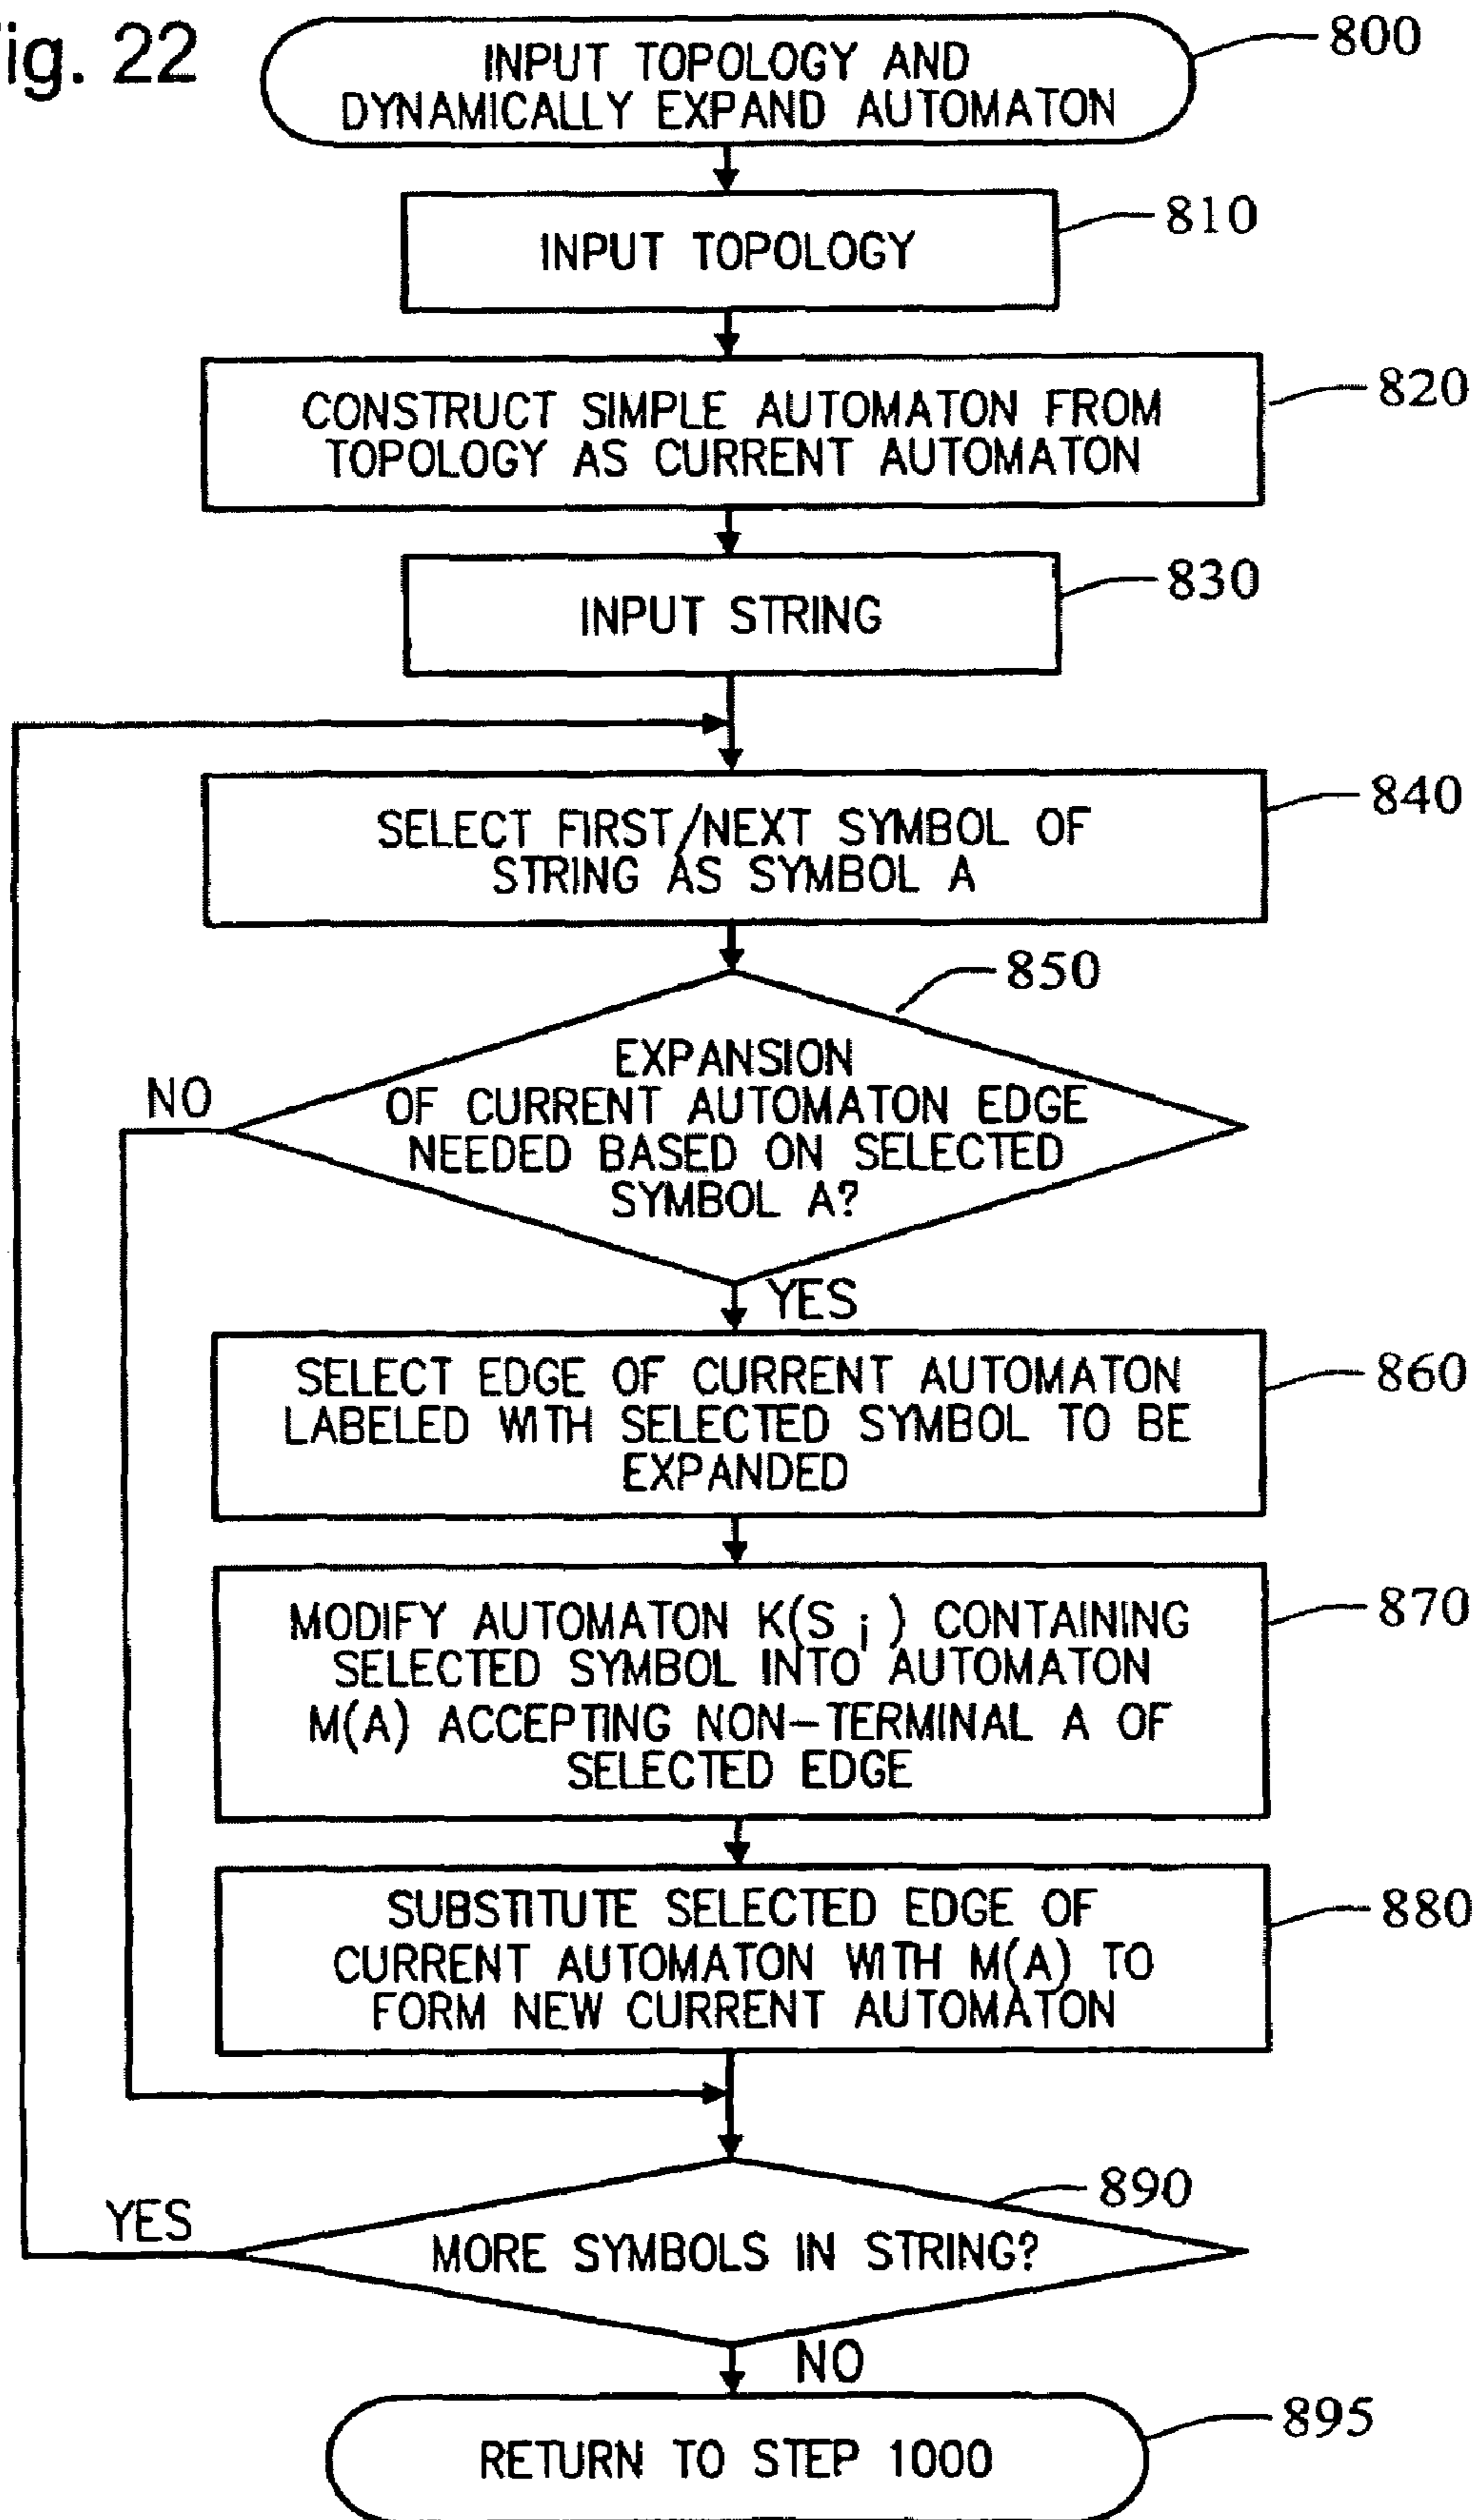 ig. 22
INPUT TOPOLOGY AND
DYNAMICALLY EXPAND AUTOMATON
800
INPUT TOPOLOGY
810
CONSTRUCT SIMPLE AUTOMATON FROM
TOPOLOGY AS CURRENT AUTOMATON
820
INPUT STRING
830
SELECT FIRST/NEXT SYMBOL OF
STRING AS SYMBOL A
840
850
EXPANSION
OF CURRENT AUTOMATON EDGE
NEEDED BASED ON SELECTED
SYMBOL A?
NO
YES
SELECT EDGE OF CURRENT AUTOMATON
LABELED WITH SELECTED SYMBOL TO BE
EXPANDED
860
MODIFY AUTOMATON K(S i ) CONTAINING
SELECTED SYMBOL INTO AUTOMATON
M(A) ACCEPTING NON-TERMINAL A OF
SELECTED EDGE
870
SUBSTITUTE SELECTED EDGE OF
CURRENT AUTOMATON WITH M(A) TO
FORM NEW CURRENT AUTOMATON
880
890
YES
MORE SYMBOLS IN STRING?
NO
RETURN TO STEP 1000
895